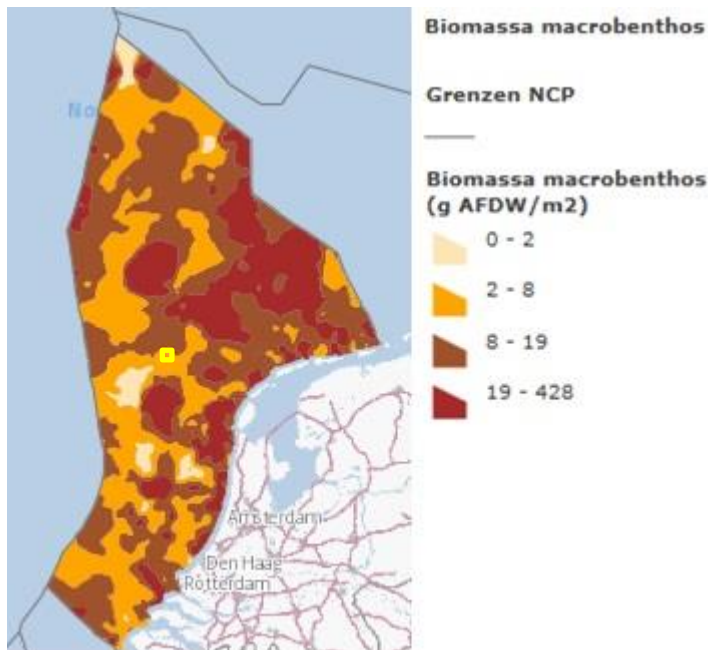 Biomassa macrobenthos
Grenzen NCP
Biomassa macrobenthos
(g AFDW/m2)
0 - 2
2 - 8
8 - 19
19 - 428
No
Amsterdam
Den Haag
Rotterdam